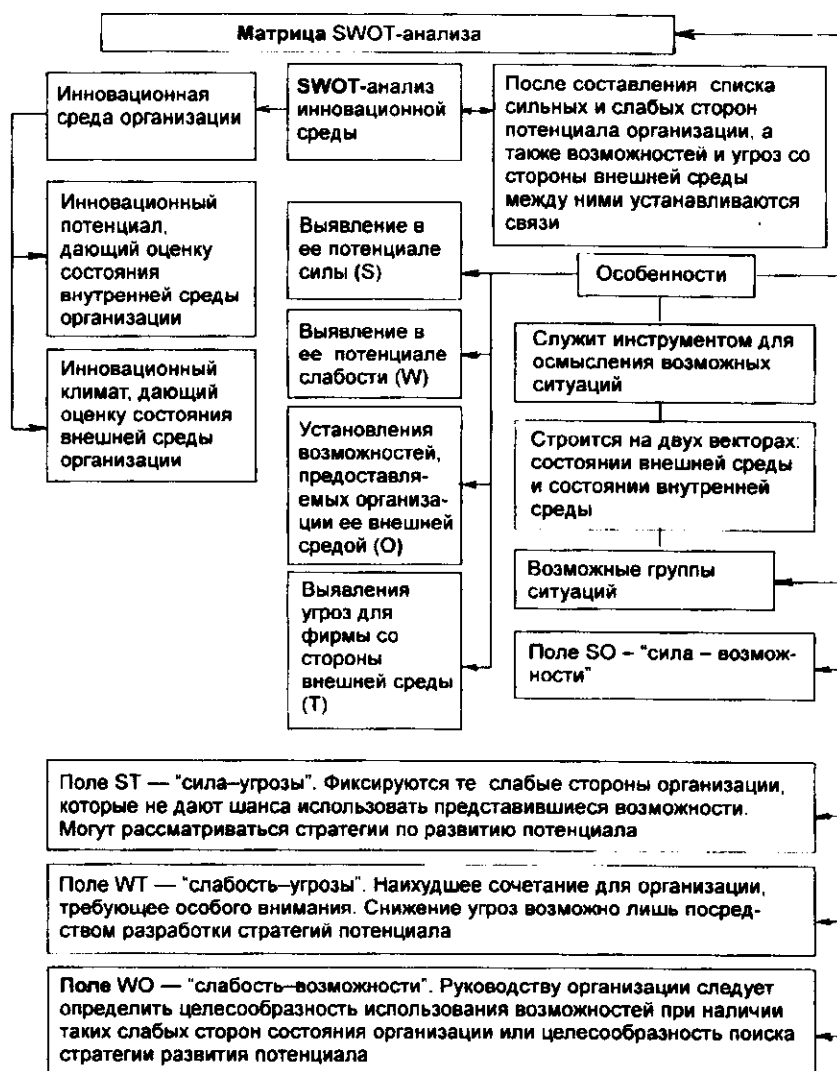 Матрица SWOT-анализа
Инновационная
среда организации
SWOT-анализ
инновационной
среды
После составления списка
сильных и слабых сторон
потенциала организации, а
также возможностей и угроз со
стороны внешней среды
между ними устанавливаются
связи
Инновационный
потенциал,
дающий оценку
состояния
внутренней среды
организации
Выявление в
ее потенциале
силы (S)
Особенности
Инновационный
климат, дающий
оценку состояния
внешней среды
организации
Выявление в
ее потенциале
слабости (W)
Служит инструментом для
осмысления возможных
ситуаций
Установления
возможностей,
предоставля-
емых организа-
ции ее внешней
средой (O)
Строится на двух векторах:
состоянии внешней среды
и состоянии внутренней
среды
Возможные группы
ситуаций
Выявления
угроз для
фирмы со
стороны
внешней среды
(T)
Поле SO – "сила – возмож-
ности"
Поле ST — "сила–угрозы". Фиксируются те слабые стороны организации,
которые не дают шанса использовать представившиеся возможности.
Могут рассматриваться стратегии по развитию потенциала
Поле WT — "слабость–угрозы". Наихудшее сочетание для организации,
требующее особого внимания. Снижение угроз возможно лишь посред-
ством разработки стратегий потенциала
Поле WO — "слабость–возможности". Руководству организации следует
определить целесообразность использования возможностей при наличии
таких слабых сторон состояния организации или целесообразность поиска
стратегии развития потенциала